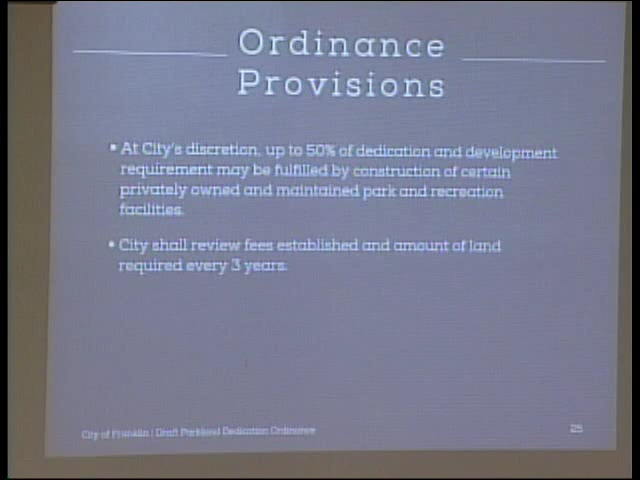 Ordinance
Provisions
• At City's discretion, up to 50% of dedication and development
requirement may be fulfilled by construction of certain
privately owned and maintained park and recreation
facilities.
• City shall review fees established and amount of land
required every 3 years.
City of Franklin | Draft Parkland Dedication Ordinance
25